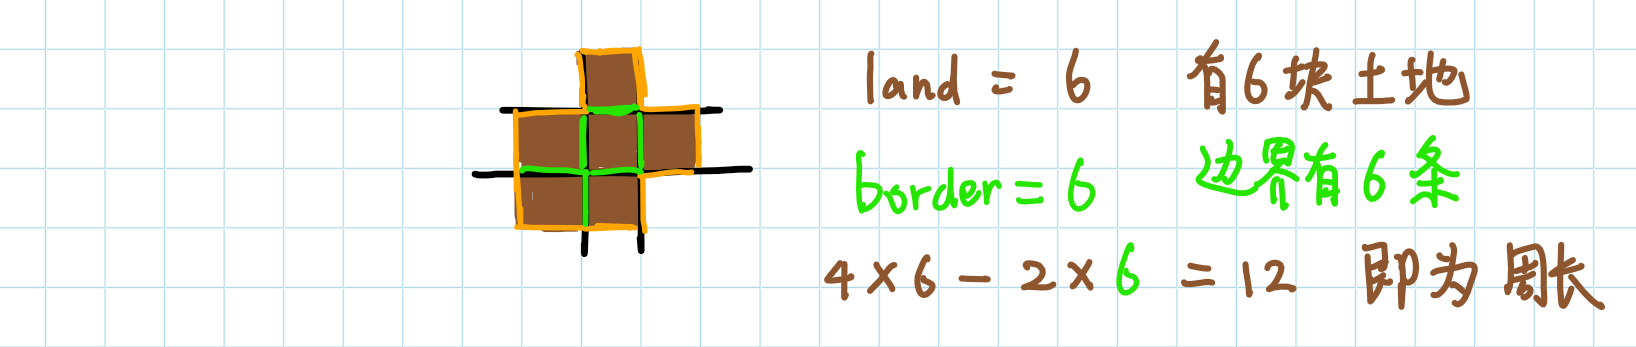 land = 6 有6块土地
border = 6 边界有6条
4×6-2×6=12 即为周长